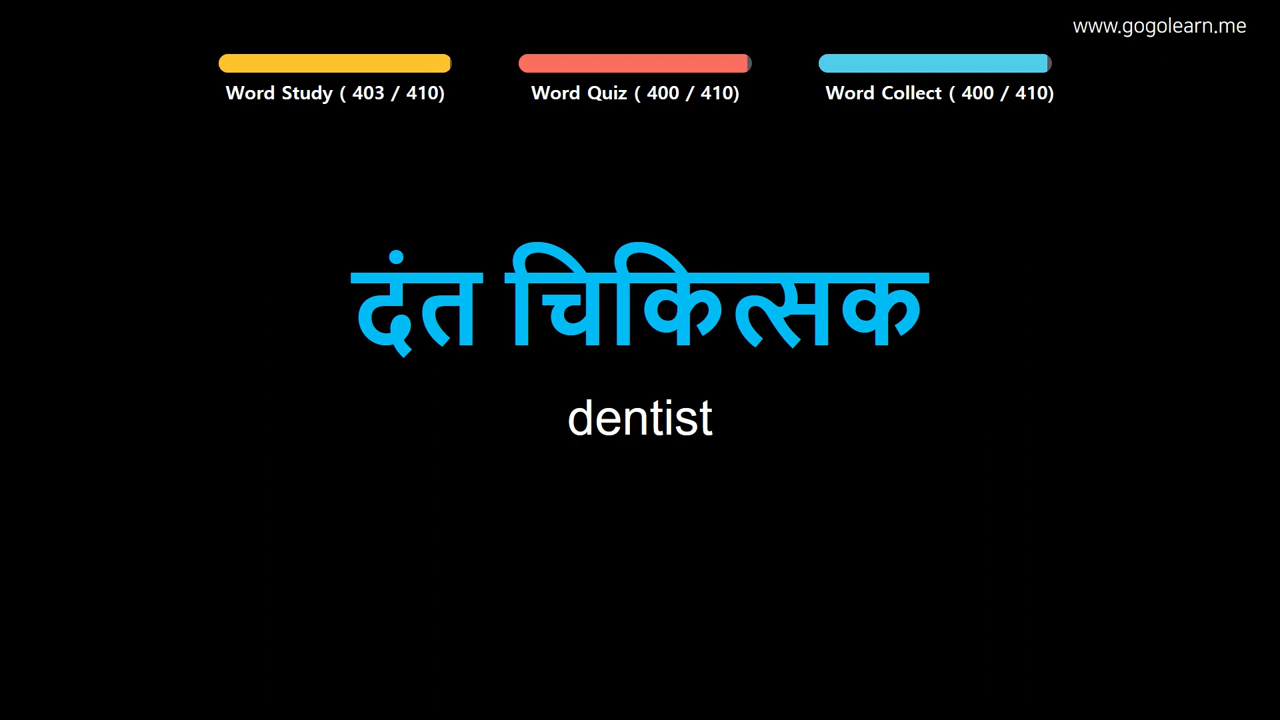 www.gogolearn.me
Word Study ( 403 / 410) Word Quiz ( 400 / 410) Word Collect ( 400 / 410)
दंत चिकित्सक
dentist